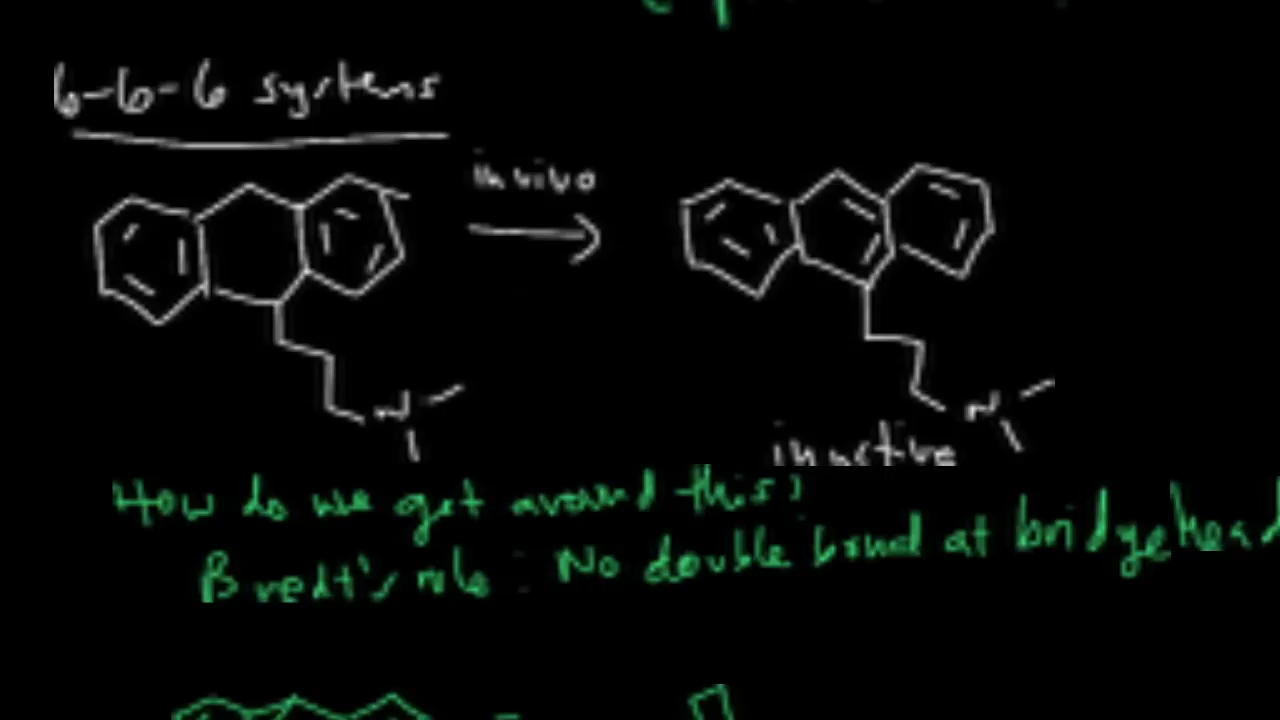 6-6-6 systems
in vivo
N
N
inactive
How do we get around this?
Bredt's rule: No double bond at bridgehead